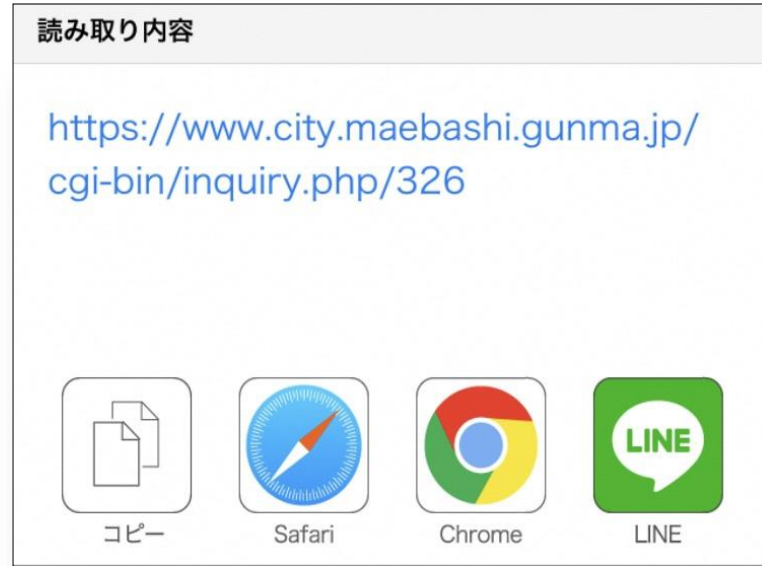 読み取り内容
https://www.city.maebashi.gunma.jp/
cgi-bin/inquiry.php/326
LINE
コピー
Safari
Chrome
LINE